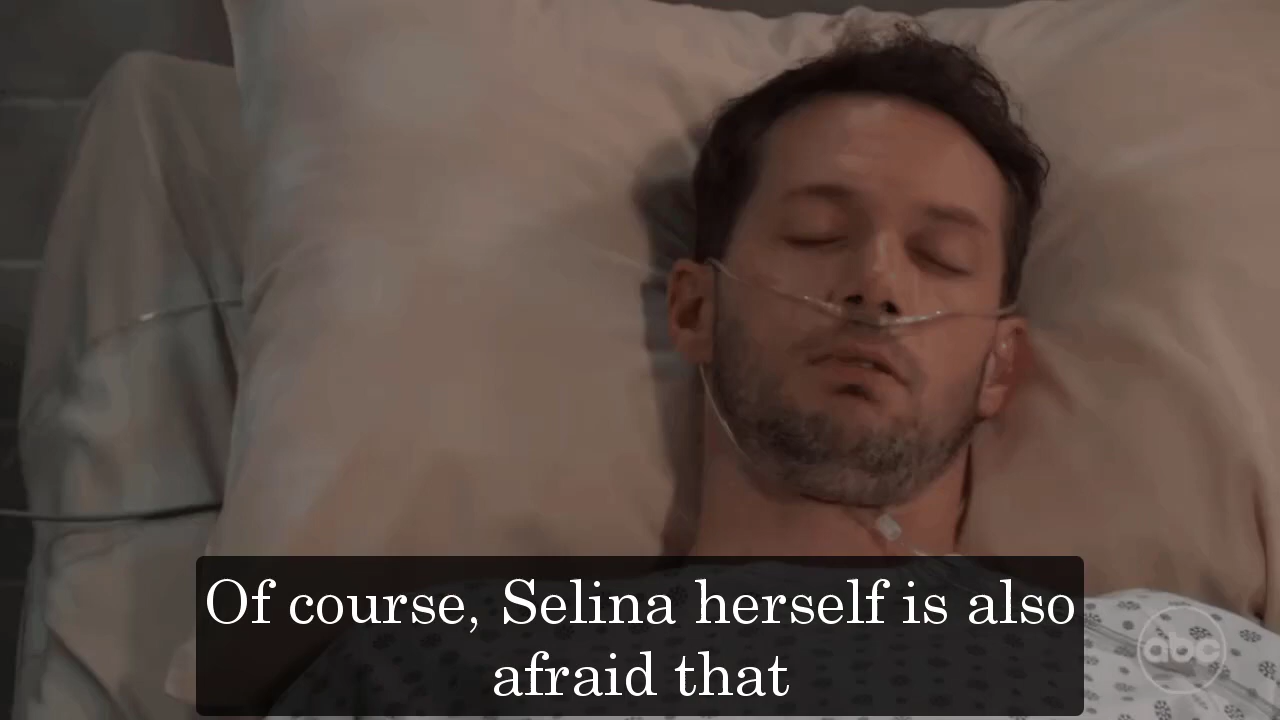 Of course, Selina herself is also
afraid that
abc